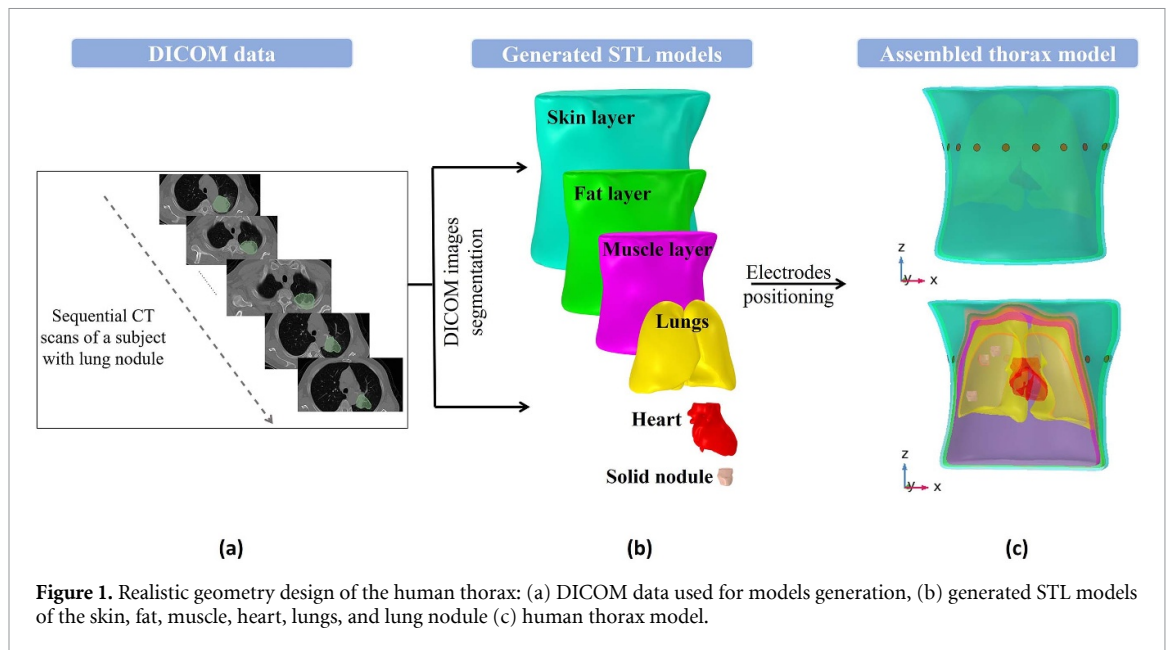 DICOM data
Generated STL models
Assembled thorax model
Sequential CT
scans of a subject
with lung nodule
DICOM images
segmentation
Skin layer
Fat layer
Muscle layer
Lungs
Heart
Solid nodule
Electrodes
positioning
z
y
x
z
y
x
(a)
(b)
(c)
Figure 1. Realistic geometry design of the human thorax: (a) DICOM data used for models generation, (b) generated STL models
of the skin, fat, muscle, heart, lungs, and lung nodule (c) human thorax model.